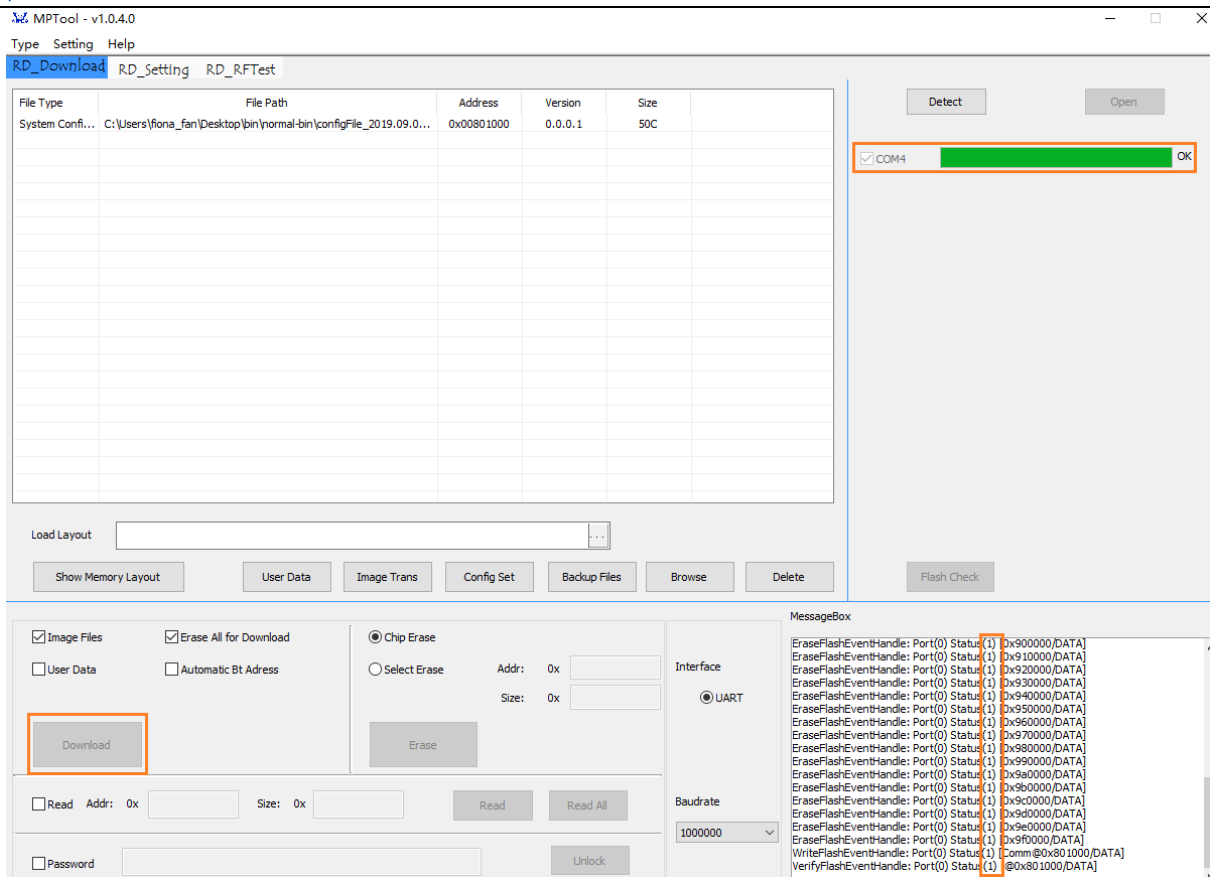 MPTool - v1.0.4.0
Type Setting Help
RD_Download RD_Setting RD_RFTest
File Type File Path Address Version Size
System Confi... C:\Users\fiona_fan\Desktop\bin\normal-bin\configFile_2019.09.0... 0x00801000 0.0.0.1 50C
Detect Open
COM4 OK
Load Layout ...
Show Memory Layout User Data Image Trans Config Set Backup Files Browse Delete Flash Check
Image Files Erase All for Download Chip Erase
User Data Automatic Bt Adress Select Erase Addr: 0x
Size: 0x
Download Erase
Interface
UART
Read Addr: 0x Size: 0x Read Read All
Baudrate
1000000
Password Unlock
MessageBox
EraseFlashEventHandle: Port(0) Status(1) [0x900000/DATA]
EraseFlashEventHandle: Port(0) Status(1) [0x910000/DATA]
EraseFlashEventHandle: Port(0) Status(1) [0x920000/DATA]
EraseFlashEventHandle: Port(0) Status(1) [0x930000/DATA]
EraseFlashEventHandle: Port(0) Status(1) [0x940000/DATA]
EraseFlashEventHandle: Port(0) Status(1) [0x950000/DATA]
EraseFlashEventHandle: Port(0) Status(1) [0x960000/DATA]
EraseFlashEventHandle: Port(0) Status(1) [0x970000/DATA]
EraseFlashEventHandle: Port(0) Status(1) [0x980000/DATA]
EraseFlashEventHandle: Port(0) Status(1) [0x990000/DATA]
EraseFlashEventHandle: Port(0) Status(1) [0x9a0000/DATA]
EraseFlashEventHandle: Port(0) Status(1) [0x9b0000/DATA]
EraseFlashEventHandle: Port(0) Status(1) [0x9c0000/DATA]
EraseFlashEventHandle: Port(0) Status(1) [0x9d0000/DATA]
EraseFlashEventHandle: Port(0) Status(1) [0x9e0000/DATA]
EraseFlashEventHandle: Port(0) Status(1) [0x9f0000/DATA]
WriteFlashEventHandle: Port(0) Status(1) [Comm@0x801000/DATA]
VerifyFlashEventHandle: Port(0) Status(1) [@0x801000/DATA]